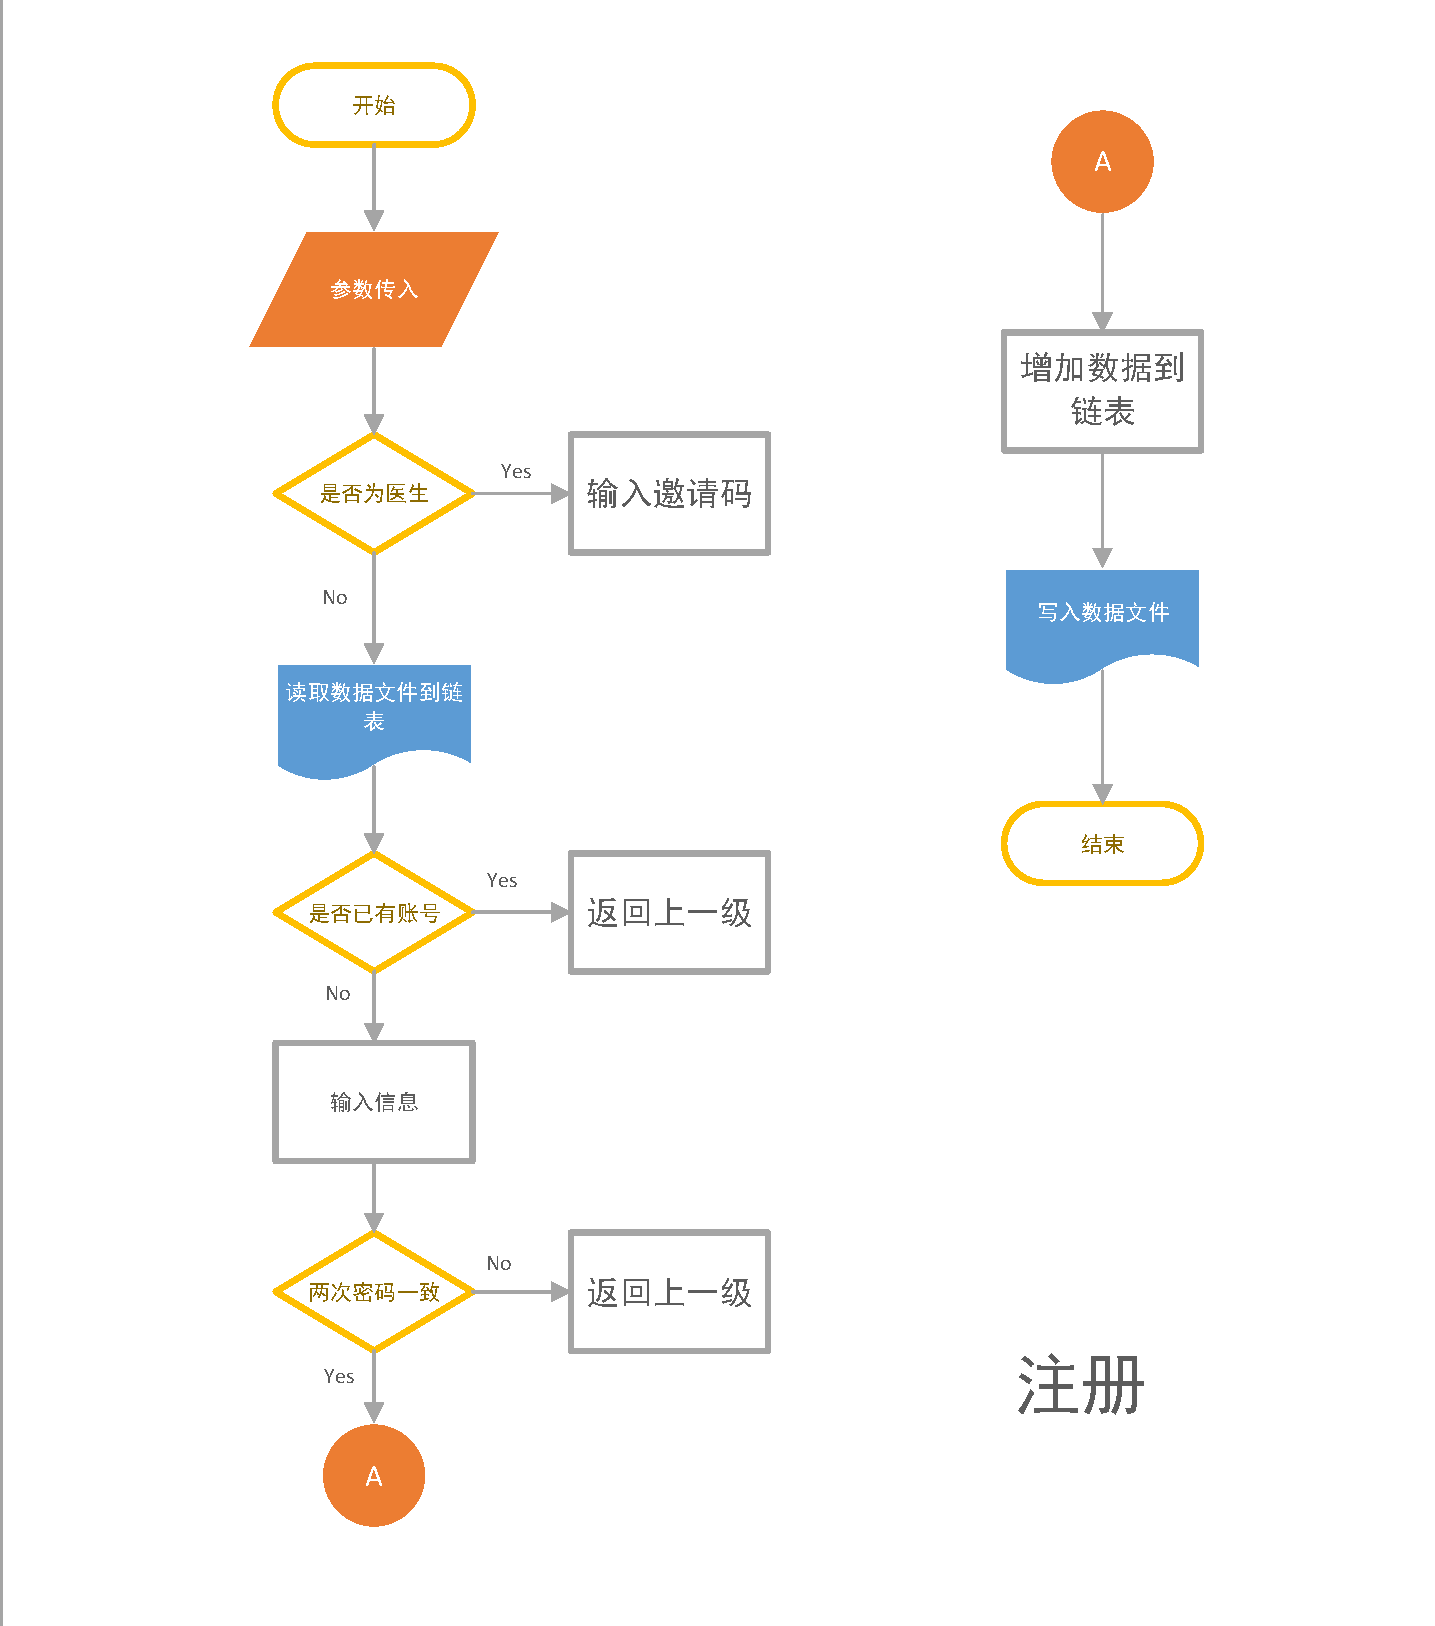 开始
参数传入
是否为医生
Yes
输入邀请码
No
读取数据文件到链
表
是否已有账号
Yes
返回上一级
No
输入信息
两次密码一致
No
返回上一级
Yes
A
A
增加数据到
链表
写入数据文件
结束
注册